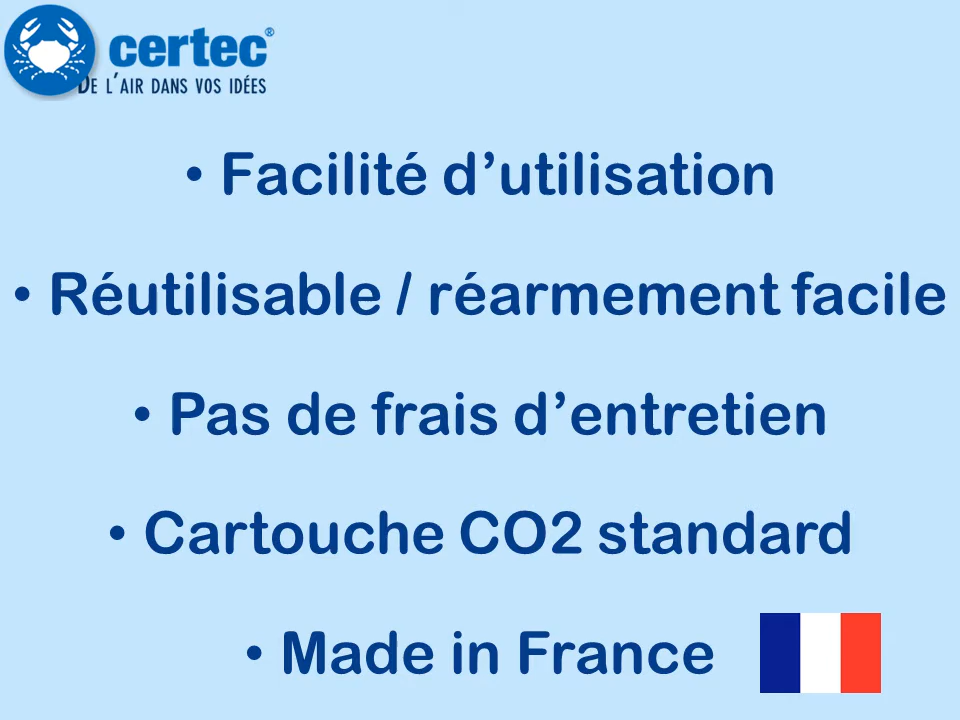 certec®
DE L'AIR DANS VOS IDÉES
• Facilité d’utilisation
• Réutilisable / réarmement facile
• Pas de frais d’entretien
• Cartouche CO2 standard
• Made in France